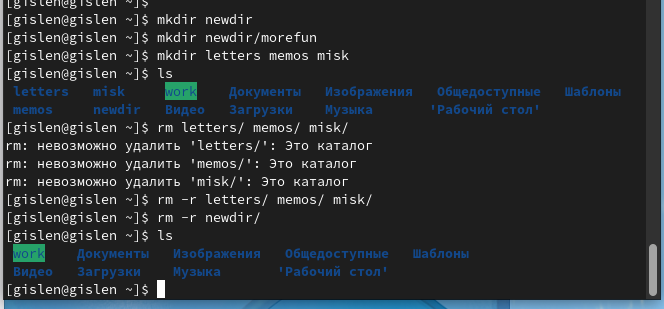 [gislen@gislen ~]$
[gislen@gislen ~]$ mkdir newdir
[gislen@gislen ~]$ mkdir newdir/morefun
[gislen@gislen ~]$ mkdir letters memos misk
[gislen@gislen ~]$ ls
letters misk work Документы Изображения Общедоступные Шаблоны
memos newdir Видео Загрузки Музыка 'Рабочий стол'
[gislen@gislen ~]$ rm letters/ memos/ misk/
rm: невозможно удалить 'letters/': Это каталог
rm: невозможно удалить 'memos/': Это каталог
rm: невозможно удалить 'misk/': Это каталог
[gislen@gislen ~]$ rm -r letters/ memos/ misk/
[gislen@gislen ~]$ rm -r newdir/
[gislen@gislen ~]$ ls
work Документы Изображения Общедоступные Шаблоны
Видео Загрузки Музыка 'Рабочий стол'
[gislen@gislen ~]$